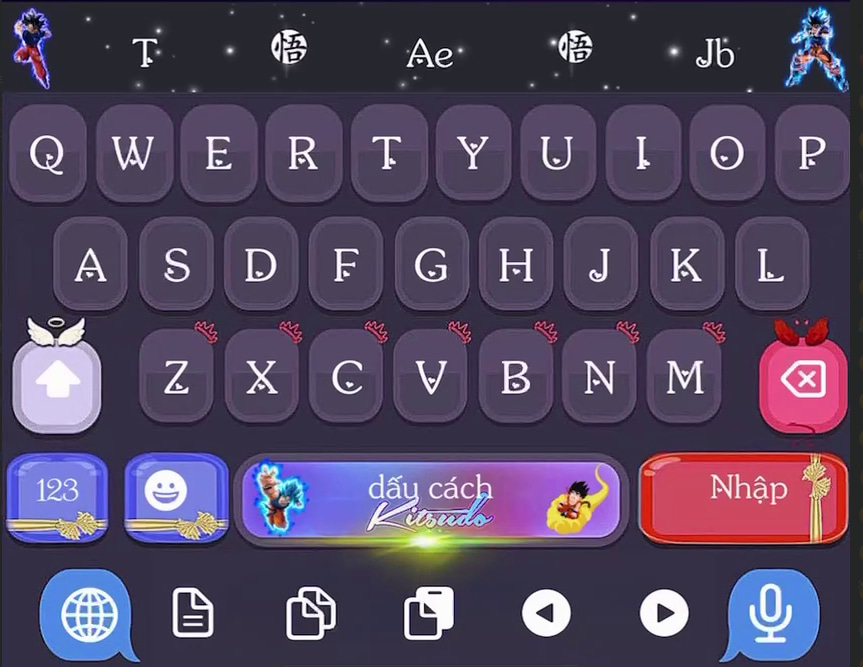 T 悟 Ae 悟 Jb
Q W E R T Y U I O P
A S D F G H J K L
Z X C V B N M
123 dấu cách Nhập
Kitsudo